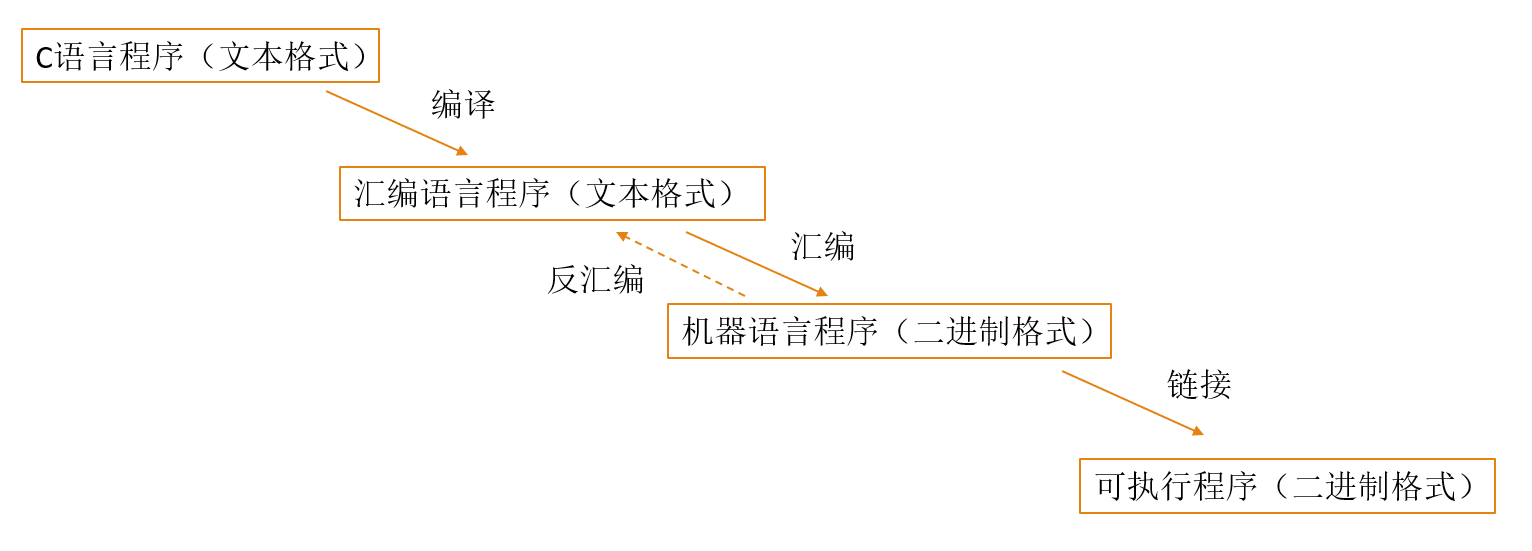 C语言程序（文本格式）
编译
汇编语言程序（文本格式）
汇编
反汇编
机器语言程序（二进制格式）
链接
可执行程序（二进制格式）